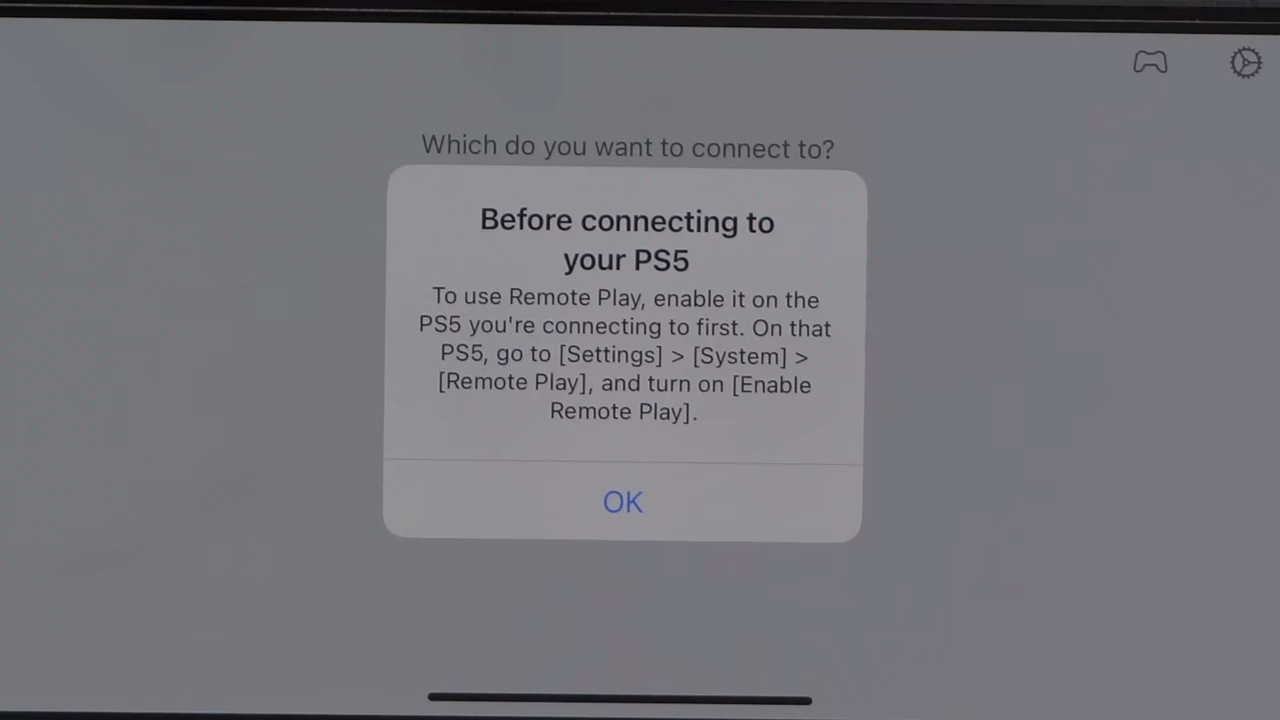 Which do you want to connect to?
Before connecting to
your PS5
To use Remote Play, enable it on the
PS5 you're connecting to first. On that
PS5, go to [Settings] > [System] >
[Remote Play], and turn on [Enable
Remote Play].
OK